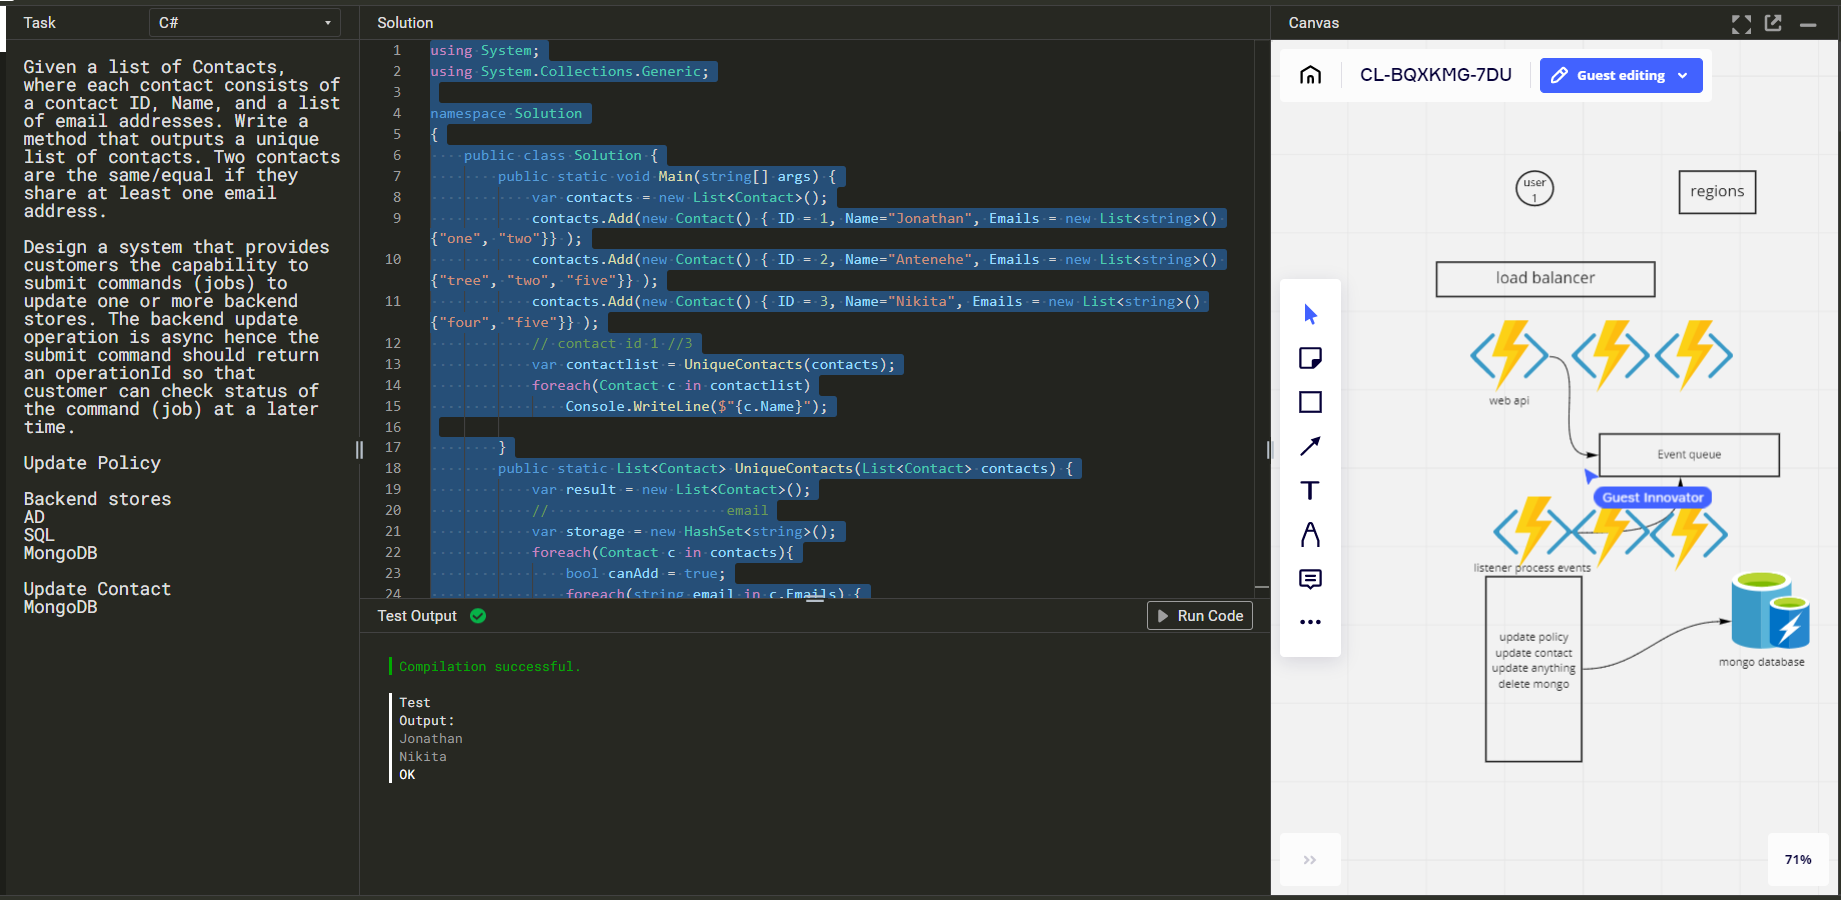 Task
C#
Solution
Canvas
Given a list of Contacts,
where each contact consists of
a contact ID, Name, and a list
of email addresses. Write a
method that outputs a unique
list of contacts. Two contacts
are the same/equal if they
share at least one email
address.
Design a system that provides
customers the capability to
submit commands (jobs) to
update one or more backend
stores. The backend update
operation is async hence the
submit command should return
an operationId so that
customer can check status of
the command (job) at a later
time.
Update Policy
Backend stores
AD
SQL
MongoDB
Update Contact
MongoDB
1 using System;
2 using System.Collections.Generic;
3
4 namespace Solution
5 {
6 public class Solution {
7 public static void Main(string[] args) {
8 var contacts = new List<Contact>();
9 contacts.Add(new Contact() { ID = 1, Name="Jonathan", Emails = new List<string>()
{"one", "two"}} );
10 contacts.Add(new Contact() { ID = 2, Name="Antenehe", Emails = new List<string>()
{"tree", "two", "five"}} );
11 contacts.Add(new Contact() { ID = 3, Name="Nikita", Emails = new List<string>()
{"four", "five"}} );
12 // contact id 1 //3
13 var contactlist = UniqueContacts(contacts);
14 foreach(Contact c in contactlist)
15 Console.WriteLine($"{c.Name}");
16
17 }
18 public static List<Contact> UniqueContacts(List<Contact> contacts) {
19 var result = new List<Contact>();
20 // email
21 var storage = new HashSet<string>();
22 foreach(Contact c in contacts){
23 bool canAdd = true;
24 foreach(string email in c.Emails) {
Test Output
Run Code
Compilation successful.
Test
Output:
Jonathan
Nikita
OK
CL-BQXKMG-7DU
Guest editing
user
1
regions
load balancer
web api
Event queue
Guest Innovator
listener process events
update policy
update contact
update anything
delete mongo
mongo database
T
71%